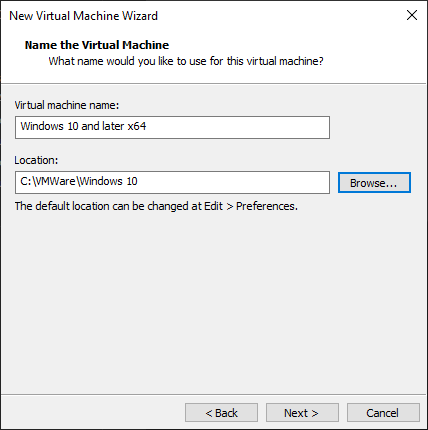 New Virtual Machine Wizard
Name the Virtual Machine
What name would you like to use for this virtual machine?
Virtual machine name:
Windows 10 and later x64
Location:
C:\VMWare\Windows 10
Browse...
The default location can be changed at Edit > Preferences.
< Back
Next >
Cancel